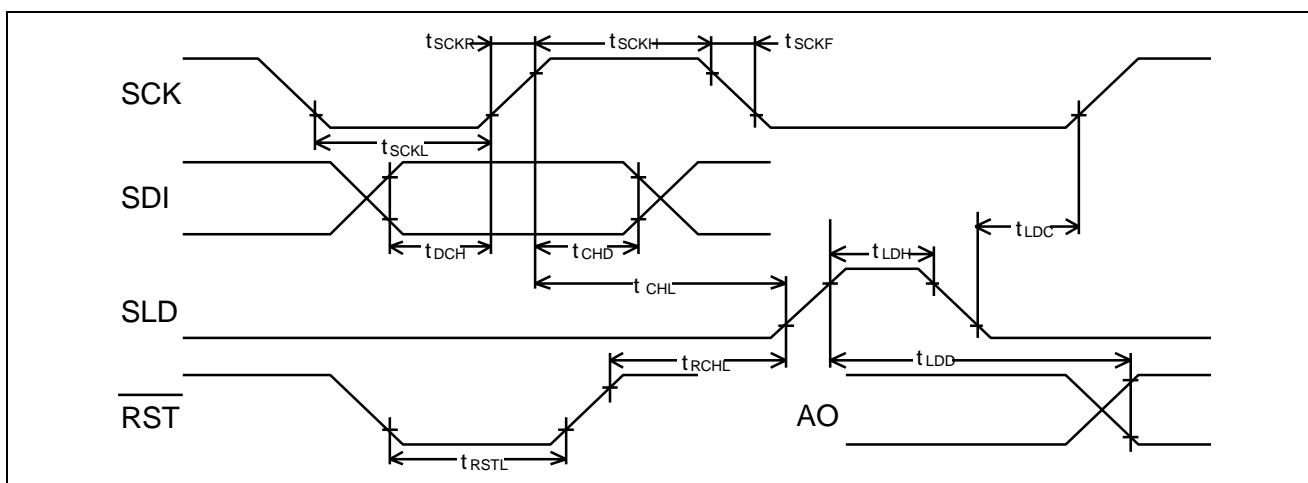 tSCKR tSCKH tSCKF
SCK
tSCKL
SDI
tDCH tCHD tLDH tLDC
tCHL
SLD
tRCHL tLDD
RST AO
tRSTL